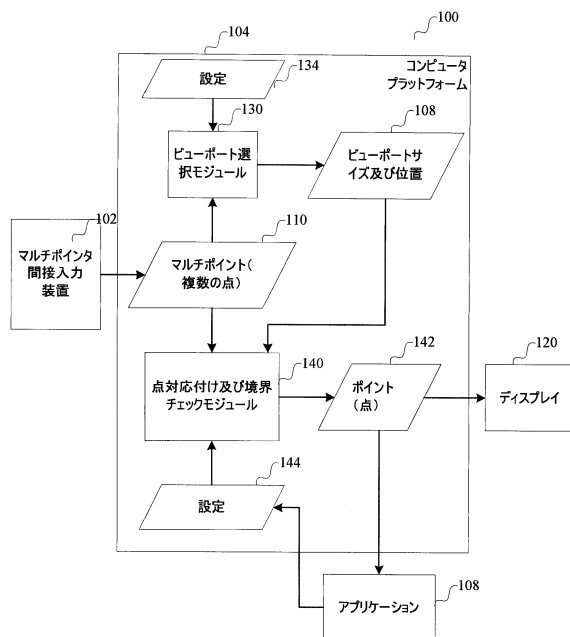 100
104
コンピュータ
プラットフォーム
設定
134
130
108
ビューポート選
択モジュール
ビューポートサ
イズ及び位置
102
マルチポインタ
間接入力
装置
110
マルチポイント(
複数の点)
142
120
点対応付け及び境界
チェックモジュール
140
ポイント
(点)
ディスプレイ
144
設定
108
アプリケーション